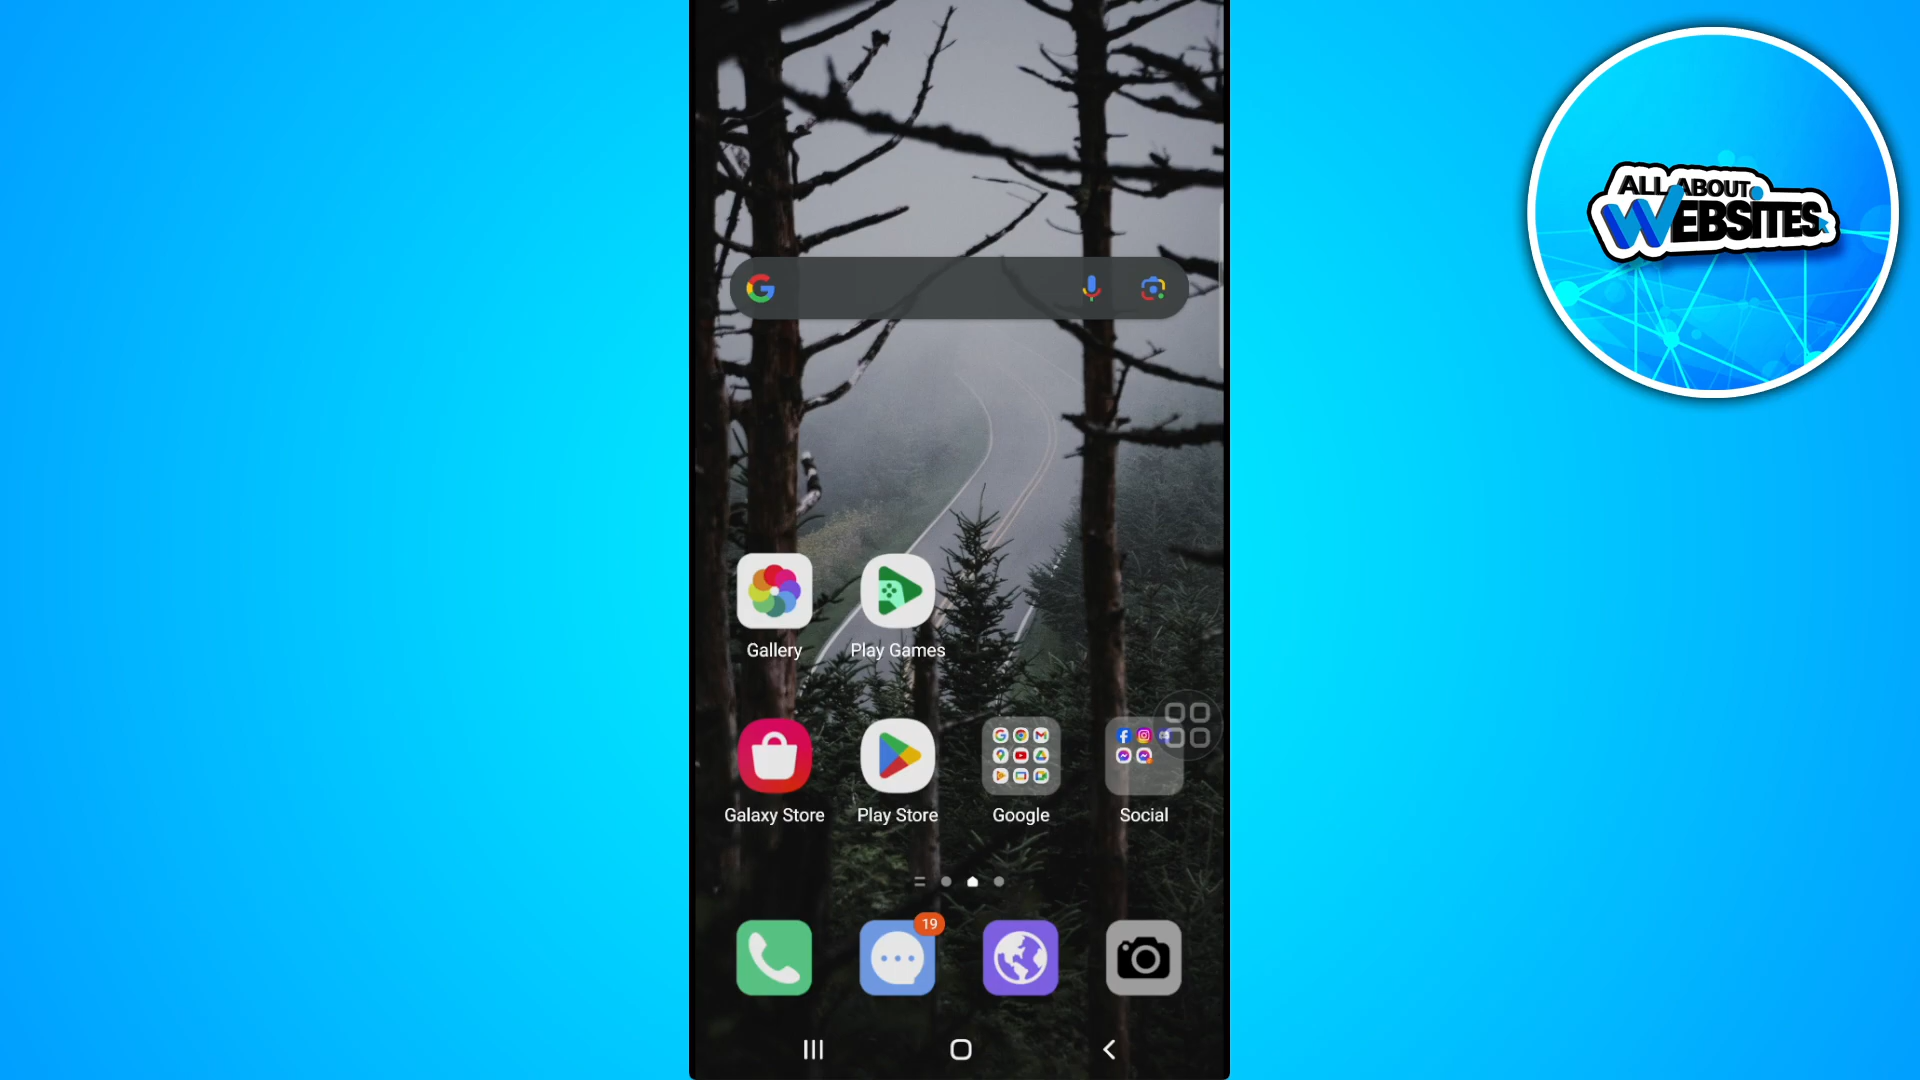 ALL ABOUT
WEBSITES
Gallery
Play Games
Galaxy Store
Play Store
Google
Social
19